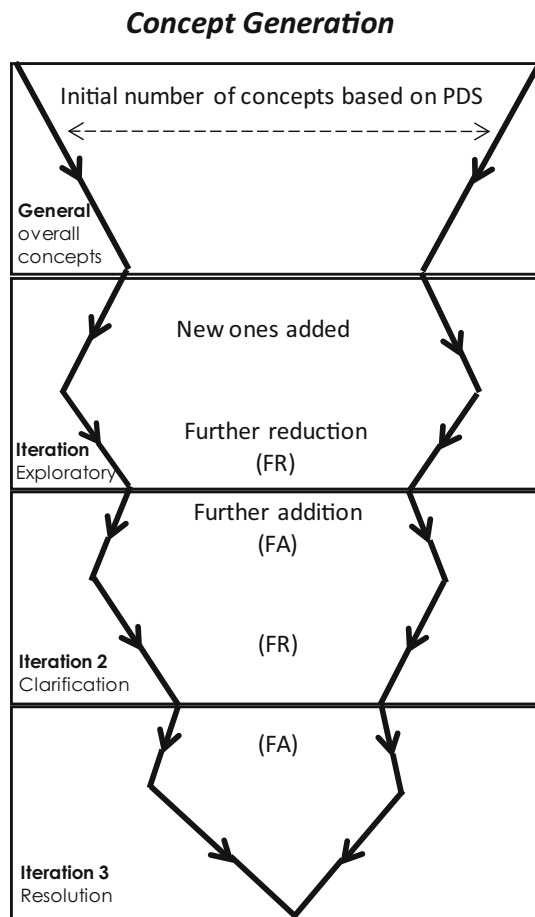 Concept Generation
Initial number of concepts based on PDS
General
overall
concepts
New ones added
Further reduction
(FR)
Iteration
Exploratory
Further addition
(FA)
(FR)
Iteration 2
Clarification
(FA)
Iteration 3
Resolution